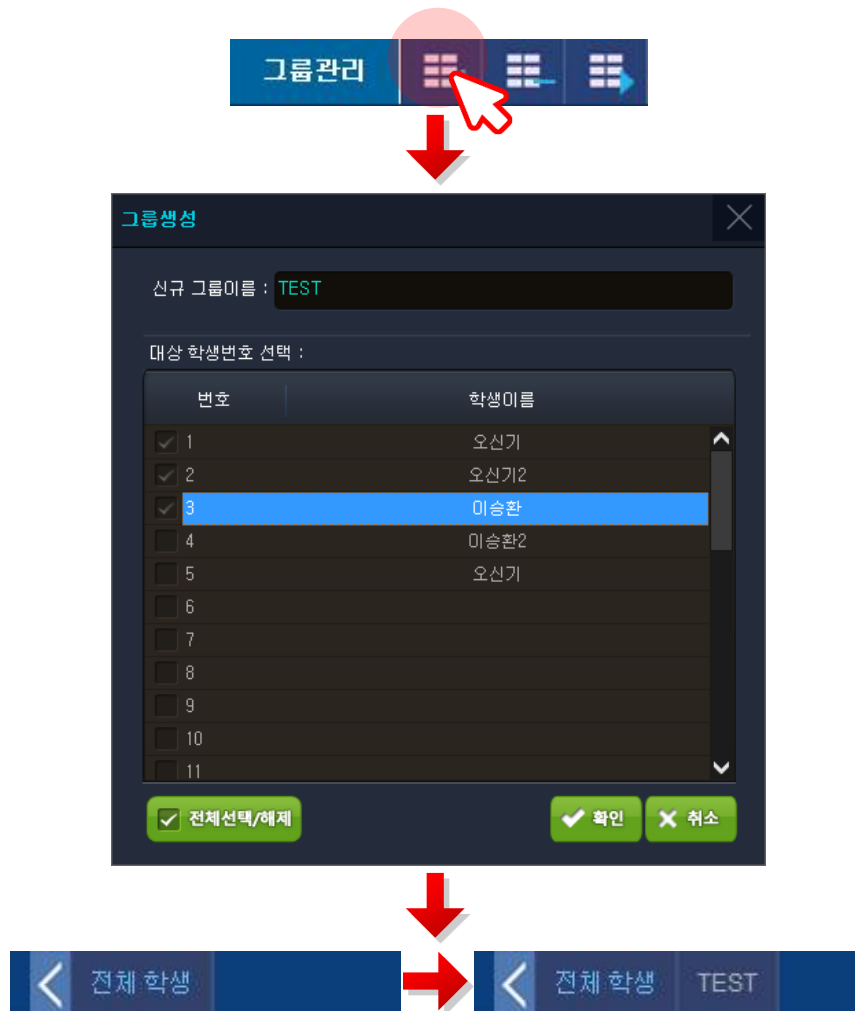 그룹관리
그룹생성
신규 그룹이름 : TEST
대상 학생번호 선택 :
번호 학생이름
1 오신기
2 오신기2
3 이승환
4 이승환2
5 오신기
6
7
8
9
10
11
전체선택/해제 확인 취소
전체 학생 전체 학생 TEST